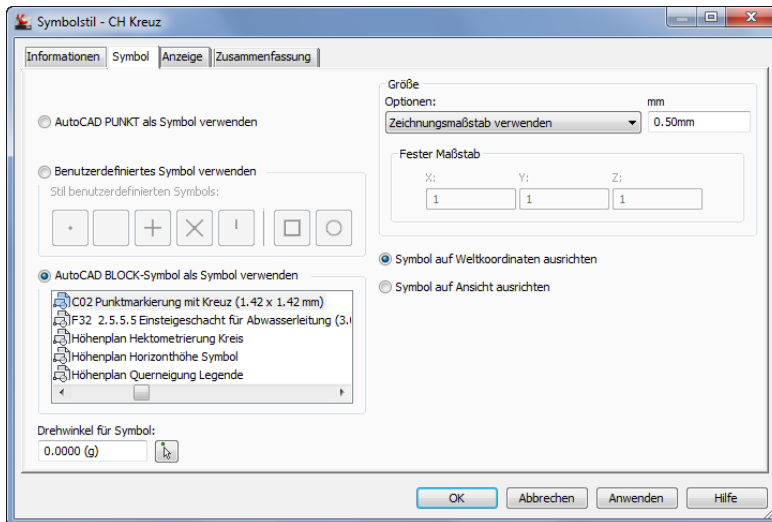 Symbolstil - CH Kreuz
Informationen Symbol Anzeige Zusammenfassung
AutoCAD PUNKT als Symbol verwenden
Benutzerdefiniertes Symbol verwenden
Stil benutzerdefinierten Symbols:
AutoCAD BLOCK-Symbol als Symbol verwenden
C02 Punktmarkierung mit Kreuz (1.42 x 1.42 mm)
F32 2.5.5.5 Einsteigeschacht für Abwasserleitung (3.0
Höhenplan Hektometrierung Kreis
Höhenplan Horizonthöhe Symbol
Höhenplan Querneigung Legende
Drehwinkel für Symbol:
0.0000 (g)
Größe
Optionen: mm
Zeichnungsmaßstab verwenden 0.50mm
Fester Maßstab
X: Y: Z:
1 1 1
Symbol auf Weltkoordinaten ausrichten
Symbol auf Ansicht ausrichten
OK Abbrechen Anwenden Hilfe